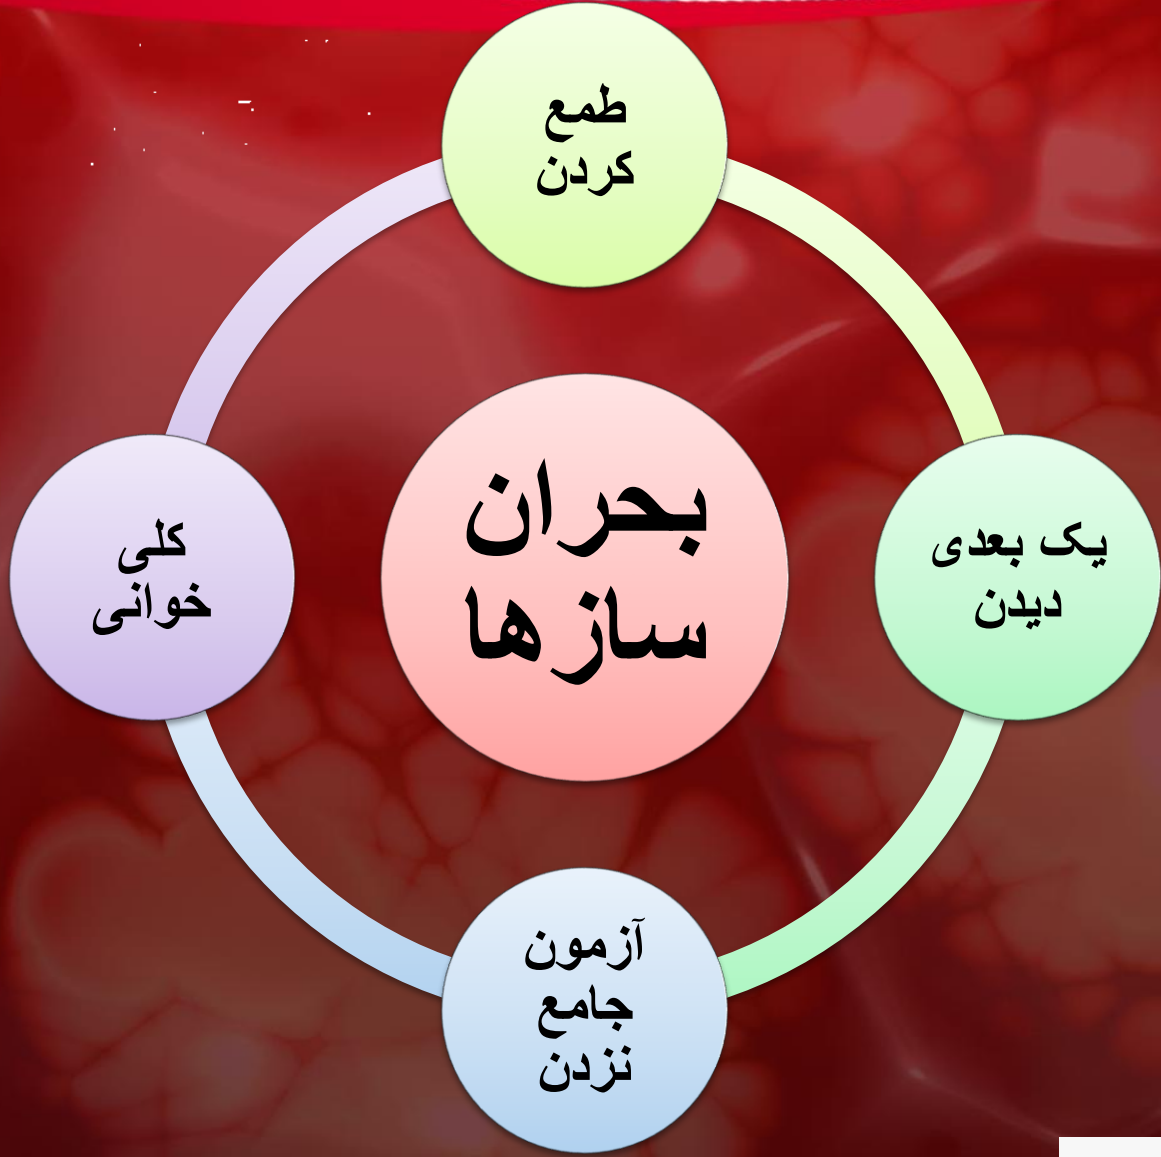 طمع
کردن
یک بعدی
دیدن
بحران
سازها
کلی
خوانی
آزمون
جامع
نزدن